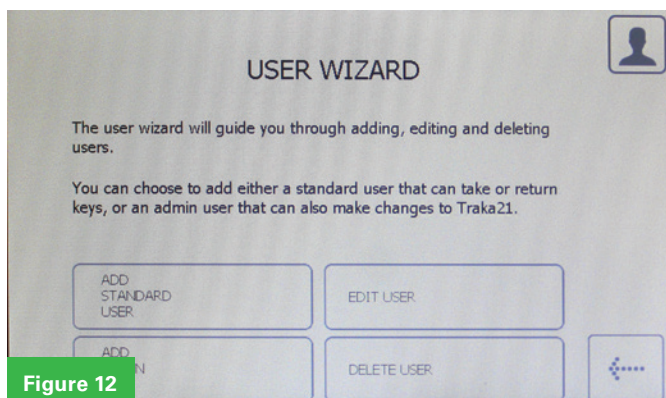 USER WIZARD
The user wizard will guide you through adding, editing and deleting
users.
You can choose to add either a standard user that can take or return
keys, or an admin user that can also make changes to Traka21.
ADD
STANDARD
USER
EDIT USER
ADD
DELETE USER
Figure 12